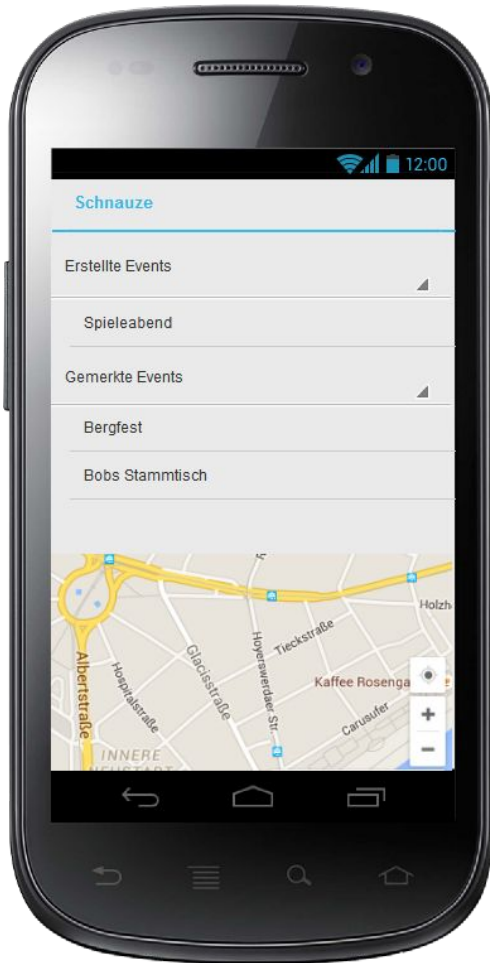 12:00
Schnauze
Erstellte Events
Spieleabend
Gemerkte Events
Bergfest
Bobs Stammtisch
Holzh
Tieckstraße
Hoyerswerdaer Str.
Glacisstraße
Hospitalstraße
Albertstraße
Kaffee Rosenga
e
Carusufer
+
−
INNERE
NEUSTADT